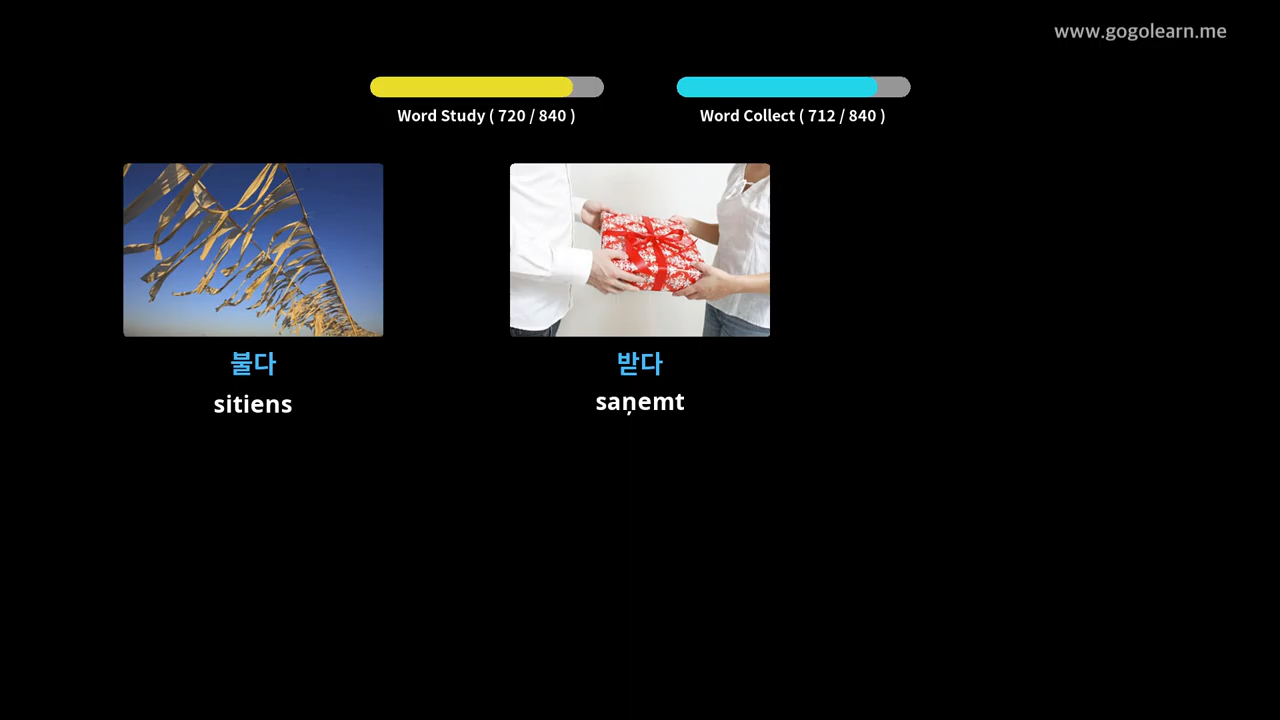 www.gogolearn.me
Word Study ( 720 / 840 )
Word Collect ( 712 / 840 )
불다
sitiens
받다
saņemt